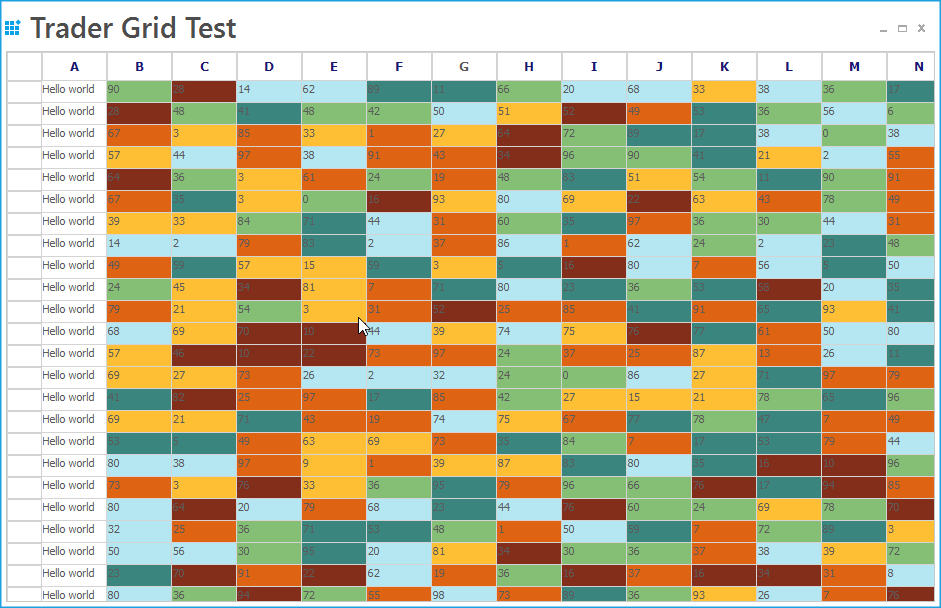 Trader Grid Test
A B C D E F G H I J K L M N
Hello world 90 28 14 62 89 11 66 20 68 33 38 36 17
Hello world 28 48 41 48 42 50 51 52 49 53 36 56 6
Hello world 67 3 85 33 1 27 64 72 89 17 38 0 38
Hello world 57 44 97 38 91 43 34 96 90 41 21 2 55
Hello world 64 36 3 61 24 19 48 83 51 54 11 90 91
Hello world 67 35 3 0 16 93 80 69 22 63 43 78 49
Hello world 39 33 84 71 44 31 60 35 97 36 30 44 31
Hello world 14 2 79 83 2 37 86 1 62 24 2 23 48
Hello world 49 59 57 15 59 3 5 16 80 7 56 5 50
Hello world 24 45 34 81 7 71 80 23 36 53 58 20 35
Hello world 79 21 54 3 31 52 25 85 41 91 65 93 41
Hello world 68 69 70 10 44 39 74 75 76 77 61 50 80
Hello world 57 46 10 22 73 97 24 37 25 87 13 26 11
Hello world 69 27 73 26 2 32 24 0 86 27 71 97 79
Hello world 41 82 25 97 17 85 42 27 15 21 78 65 96
Hello world 69 21 71 43 19 74 75 67 77 78 47 7 49
Hello world 53 5 49 63 69 73 35 84 7 17 53 79 44
Hello world 80 38 97 9 1 39 87 83 80 35 16 10 96
Hello world 73 3 76 33 36 95 79 96 66 76 17 94 85
Hello world 80 64 20 79 68 23 44 76 60 24 69 78 70
Hello world 32 25 36 71 53 48 1 50 59 7 72 89 3
Hello world 50 56 30 95 20 81 34 30 36 37 38 39 72
Hello world 23 70 91 22 62 19 36 16 37 16 34 31 8
Hello world 80 36 94 72 55 98 73 89 36 93 26 7 76